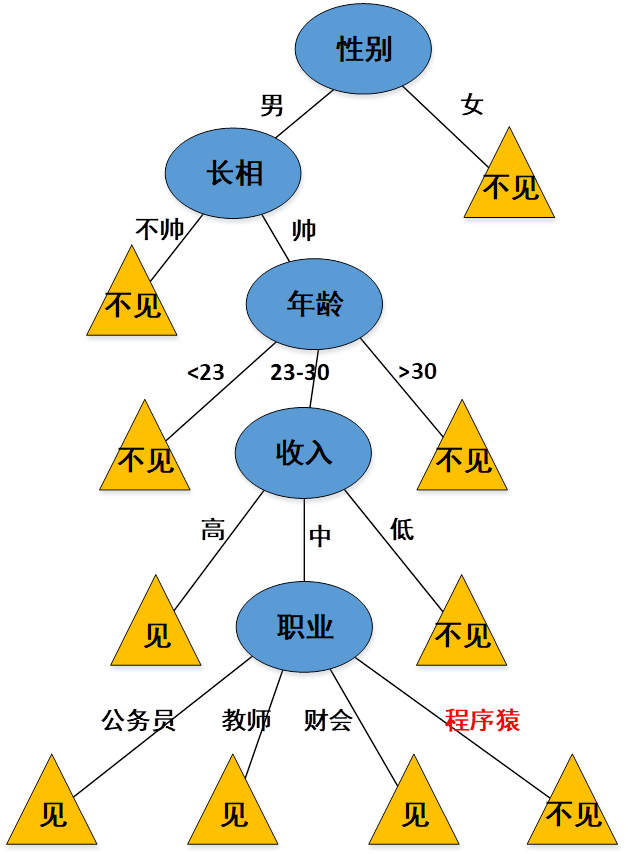 性别
男
女
长相
不见
不帅
帅
不见
年龄
<23
23-30
>30
不见
收入
不见
高
中
低
见
职业
不见
公务员
教师
财会
程序猿
见
见
见
不见